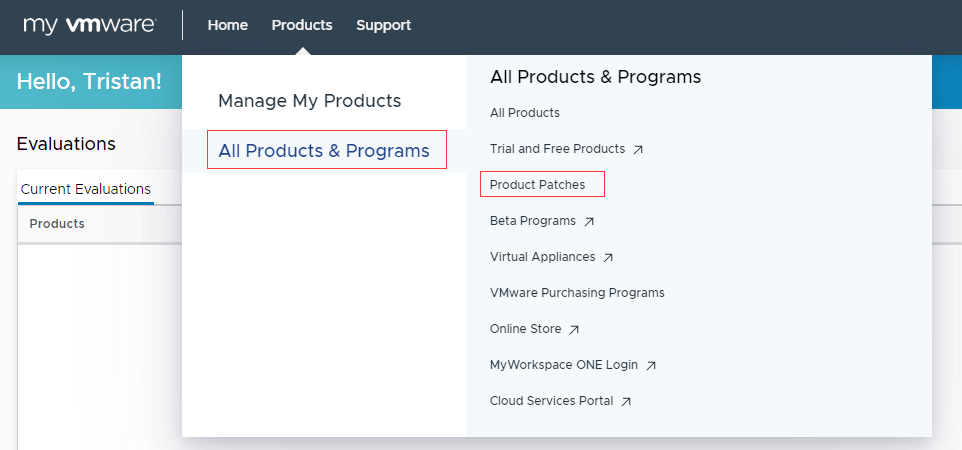 my vmware
Home
Products
Support
Hello, Tristan!
Evaluations
Current Evaluations
Products
Manage My Products
All Products & Programs
All Products & Programs
All Products
Trial and Free Products
Product Patches
Beta Programs
Virtual Appliances
VMware Purchasing Programs
Online Store
MyWorkspace ONE Login
Cloud Services Portal